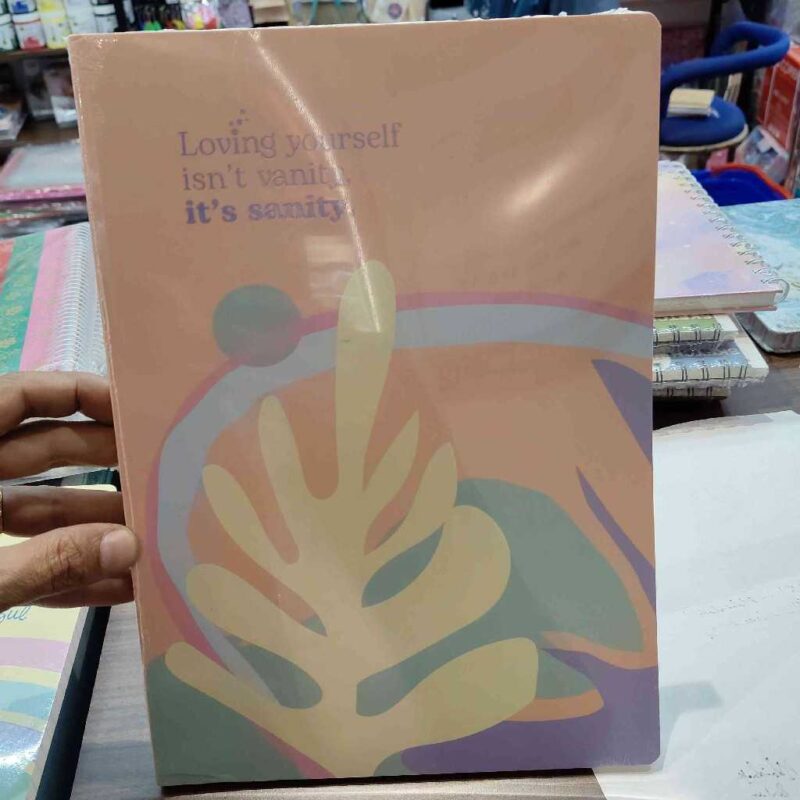 Loving yourself
isn't vanity,
it's sanity.